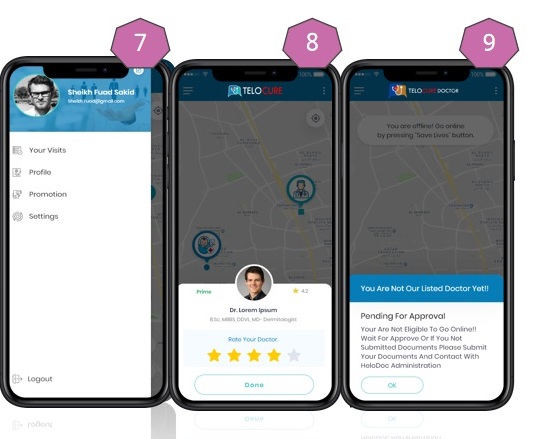 7
Sheikh Fuad Sakid
Sheikh.Fuad@gmail.com
Your Visits
Profile
Promotion
Settings
Logout
8
100%
TELOCURE
Prime
4.2
Dr. Lorem Ipsum
B.Sc, MBBS, DDVL, MD- Dermitologist
Rate Your Doctor
Done
9
100%
TELOCURE DOCTOR
You are offline! Go online
by pressing "Save Lives" button.
You Are Not Our Listed Doctor Yet!!
Pending For Approval
Your Are Not Eligible To Go Online!!
Wait For Approve Or If You Not
Submitted Documents Please Submit
Your Documents And Contact With
HeloDoc Administration
OK